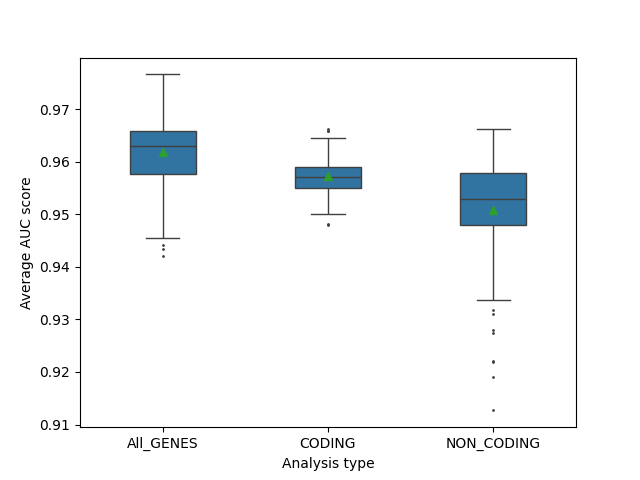 0.97
0.96
0.95
0.94
0.93
0.92
0.91
Average AUC score
All_GENES
CODING
NON_CODING
Analysis type